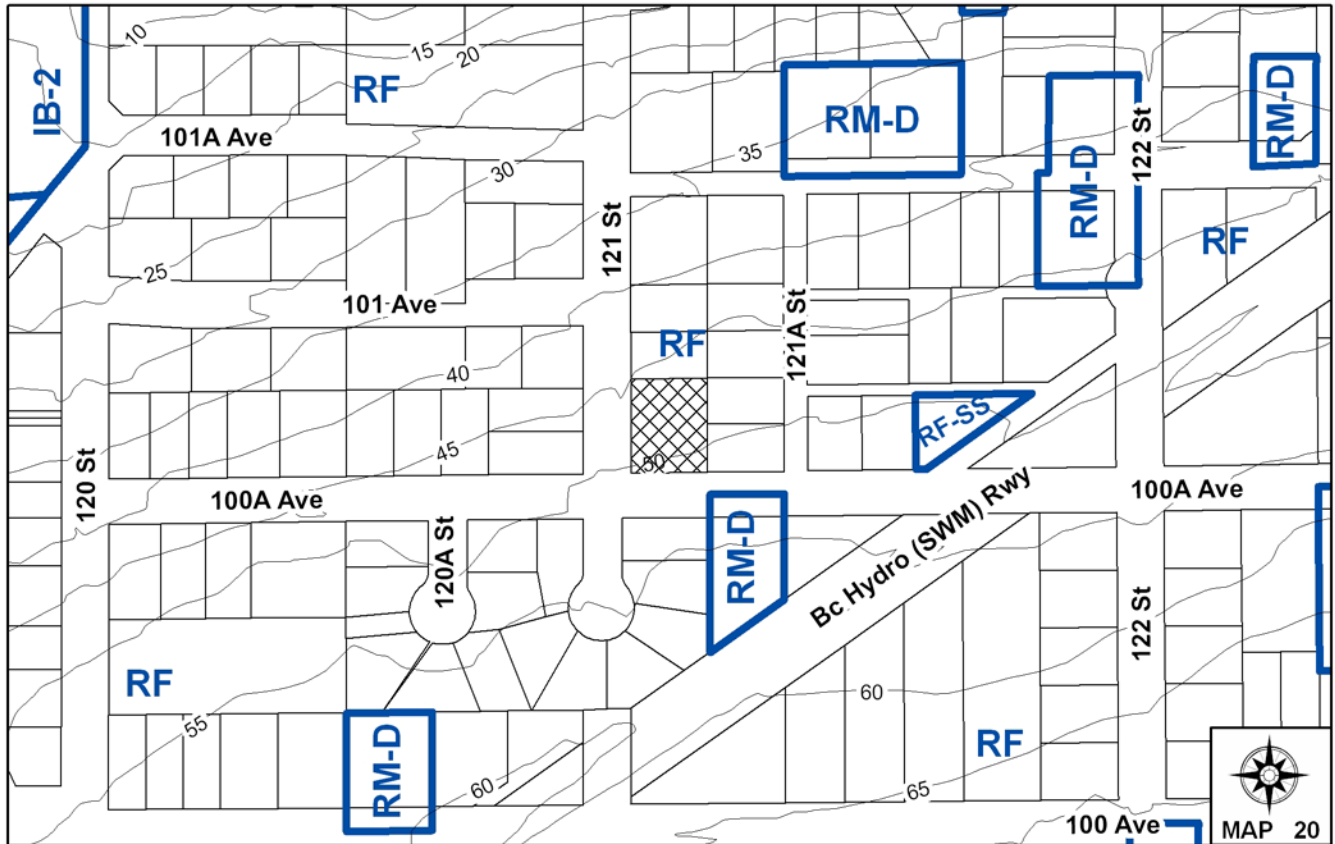 10
15
20
IB-2
RF
101A Ave
RM-D
RM-D
122 St
RM-D
35
30
121 St
RF
25
101 Ave
121A St
RF
40
RF-SS
45
50
120 St
100A Ave
100A Ave
120A St
RM-D
Bc Hydro (SWM) Rwy
122 St
RF
60
55
RM-D
60
RF
65
100 Ave
MAP 20